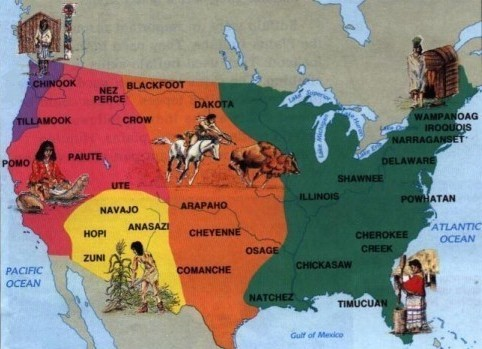 CHINOOK
NEZ
PERCE
BLACKFOOT
DAKOTA
TILLAMOOK
CROW
WAMPANOAG
IROQUOIS
NARRAGANSET
POMO
PAIUTE
DELAWARE
SHAWNEE
UTE
ILLINOIS
POWHATAN
NAVAJO
ARAPAHO
HOPI
ANASAZI
CHEYENNE
CHEROKEE
CREEK
ATLANTIC
OCEAN
ZUNI
OSAGE
COMANCHE
CHICKASAW
PACIFIC
OCEAN
NATCHEZ
TIMUCUAN
Gulf of Mexico